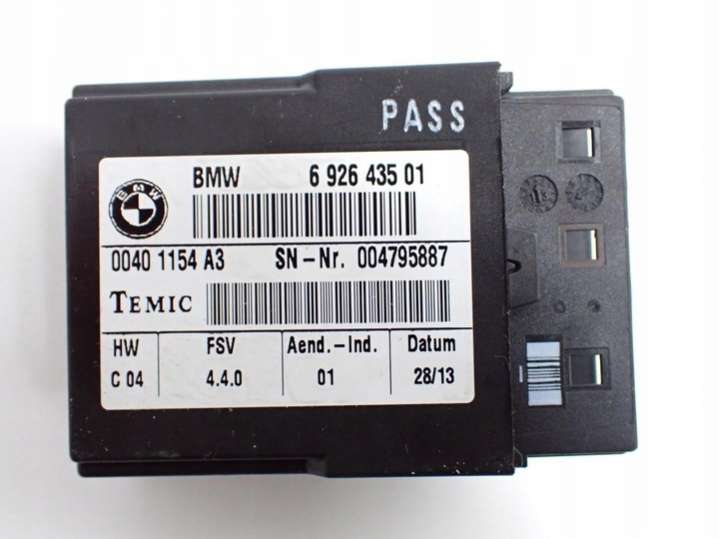 PASS
BMW 6 926 435 01
BMW
0040 1154 A3 SN-Nr. 004795887
TEMIC
HW FSV Aend.-Ind. Datum
C 04 4.4.0 01 28/13